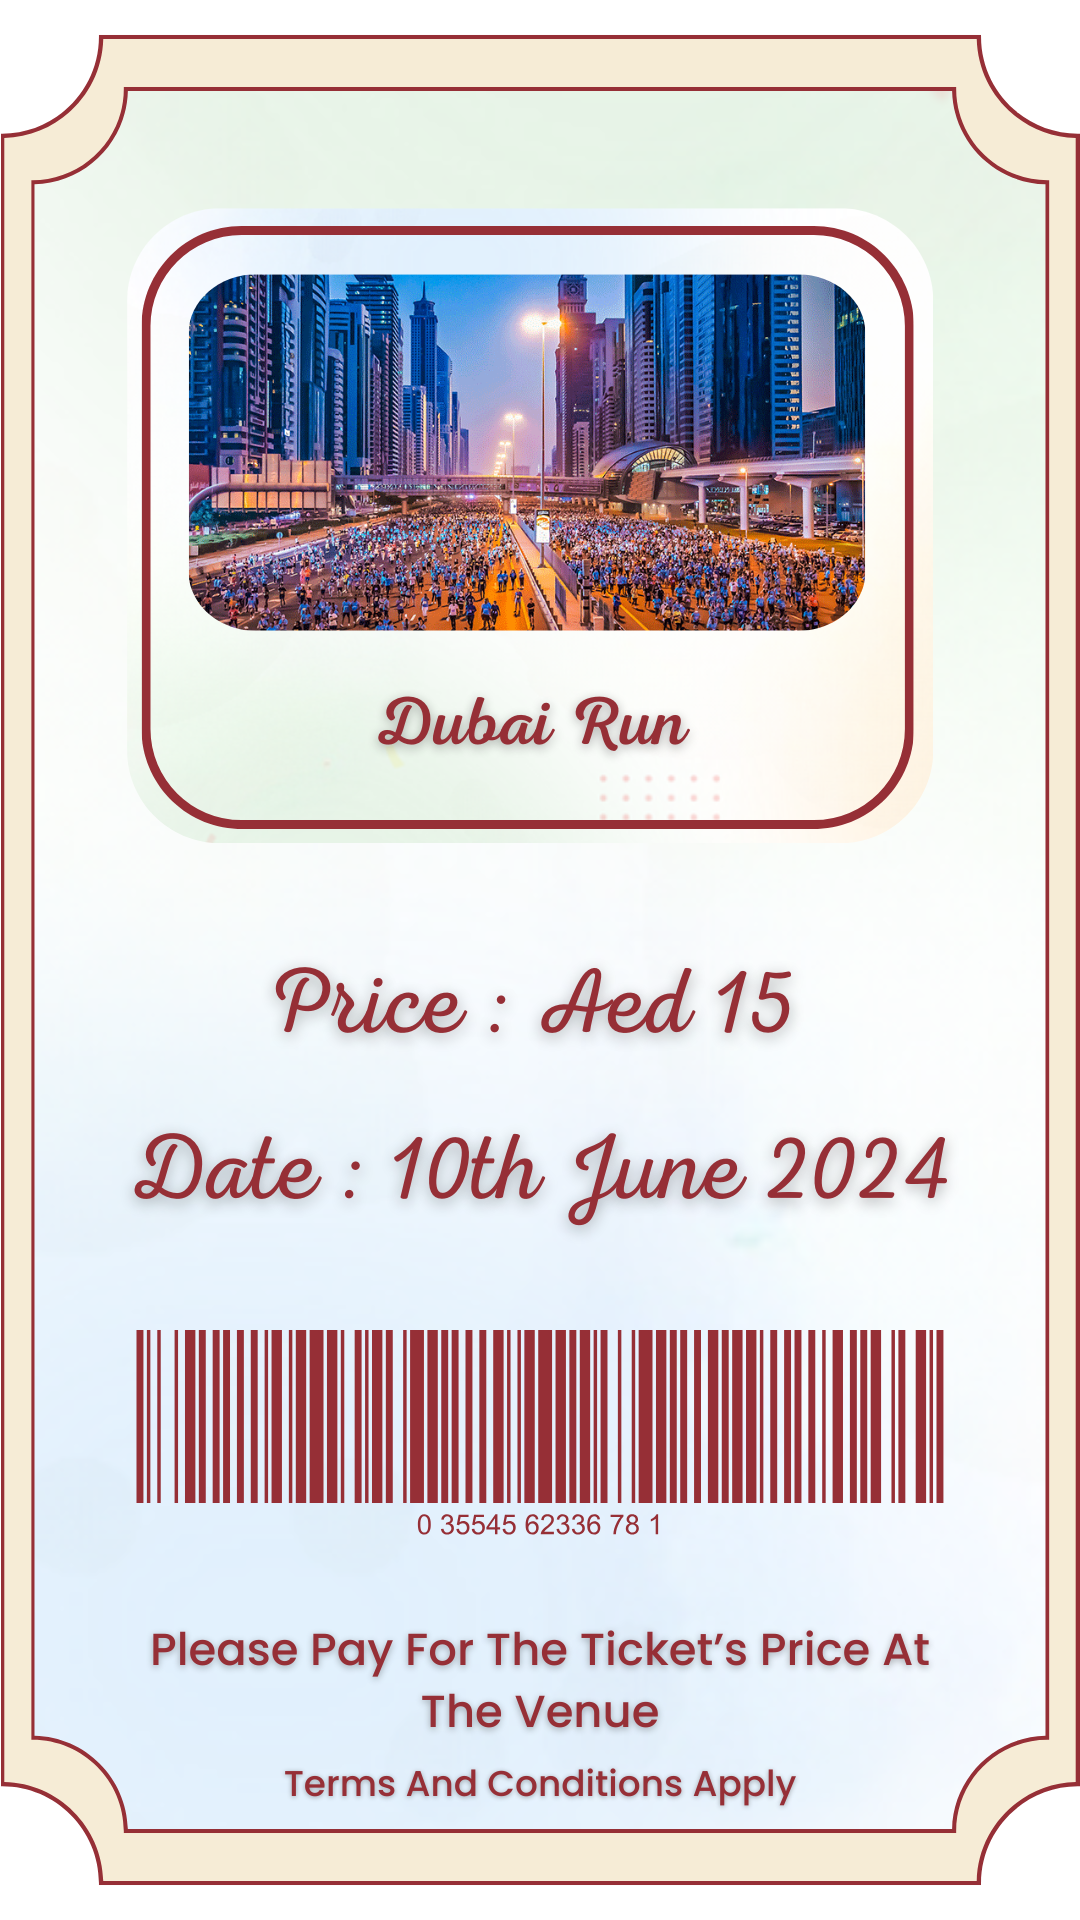 Dubai Run
Price : Aed 15
Date : 10th June 2024
0 35545 62336 78 1
Please Pay For The Ticket’s Price At
The Venue
Terms And Conditions Apply